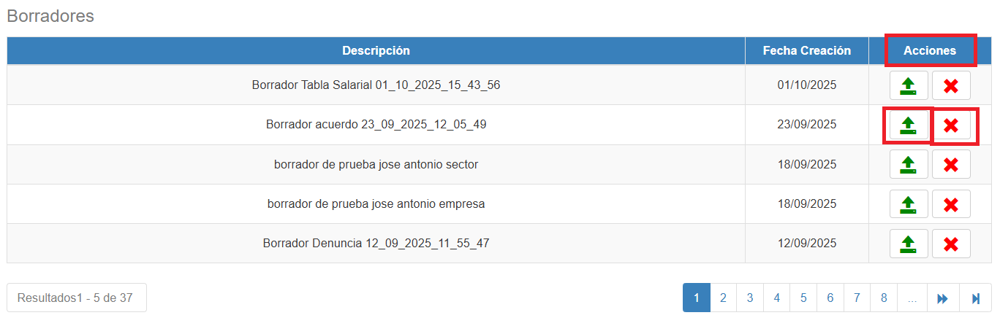 Borradores
Descripción Fecha Creación Acciones
Borrador Tabla Salarial 01_10_2025_15_43_56 01/10/2025
Borrador acuerdo 23_09_2025_12_05_49 23/09/2025
borrador de prueba jose antonio sector 18/09/2025
borrador de prueba jose antonio empresa 18/09/2025
Borrador Denuncia 12_09_2025_11_55_47 12/09/2025
Resultados1 - 5 de 37 1 2 3 4 5 6 7 8 ...